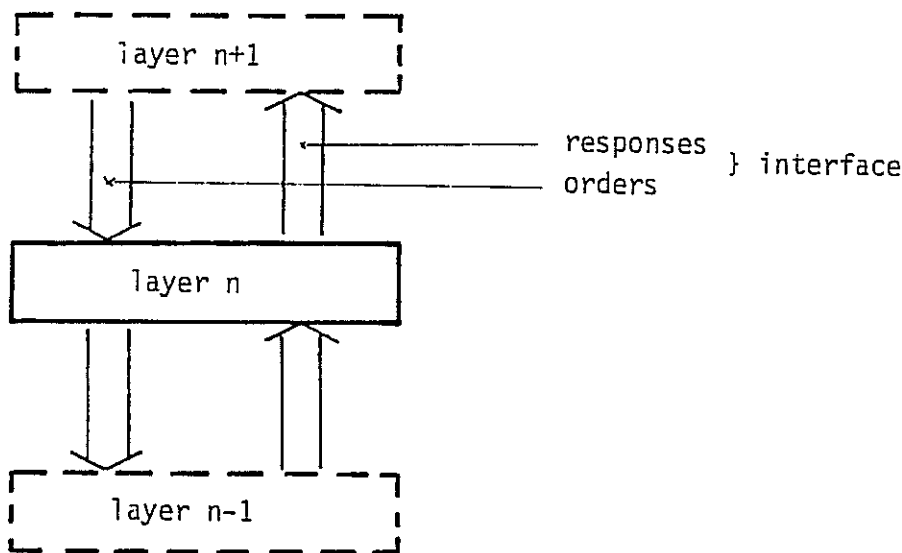 layer n+1
responses
orders
} interface
layer n
layer n-1